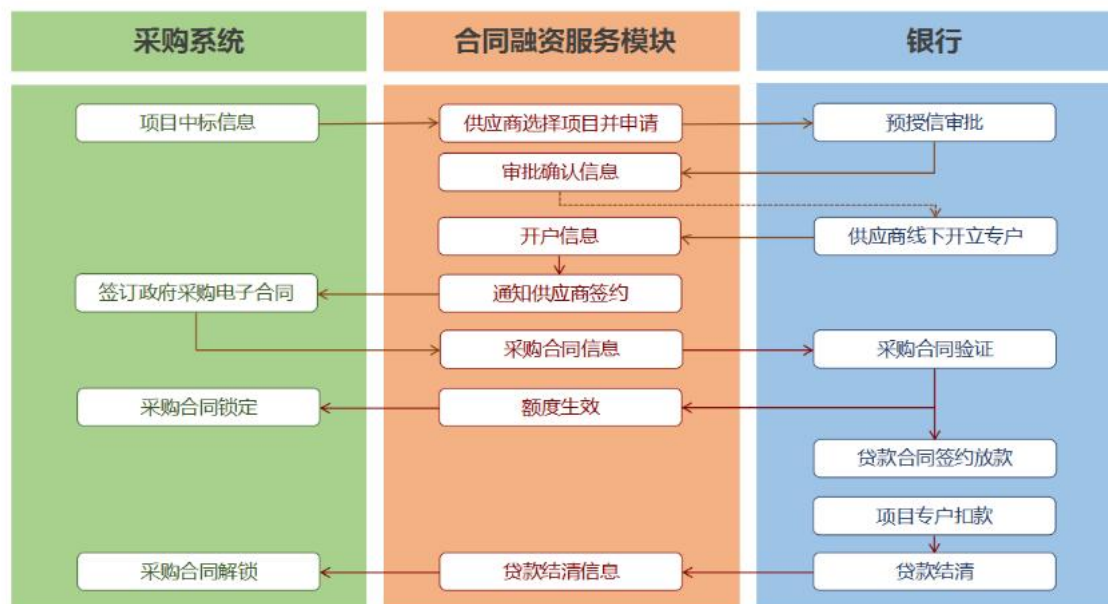 采购系统
合同融资服务模块
银行
项目中标信息
供应商选择项目并申请
预授信审批
审批确认信息
开户信息
供应商线下开立专户
签订政府采购电子合同
通知供应商签约
采购合同信息
采购合同验证
采购合同锁定
额度生效
贷款合同签约放款
项目专户扣款
采购合同解锁
贷款结清信息
贷款结清